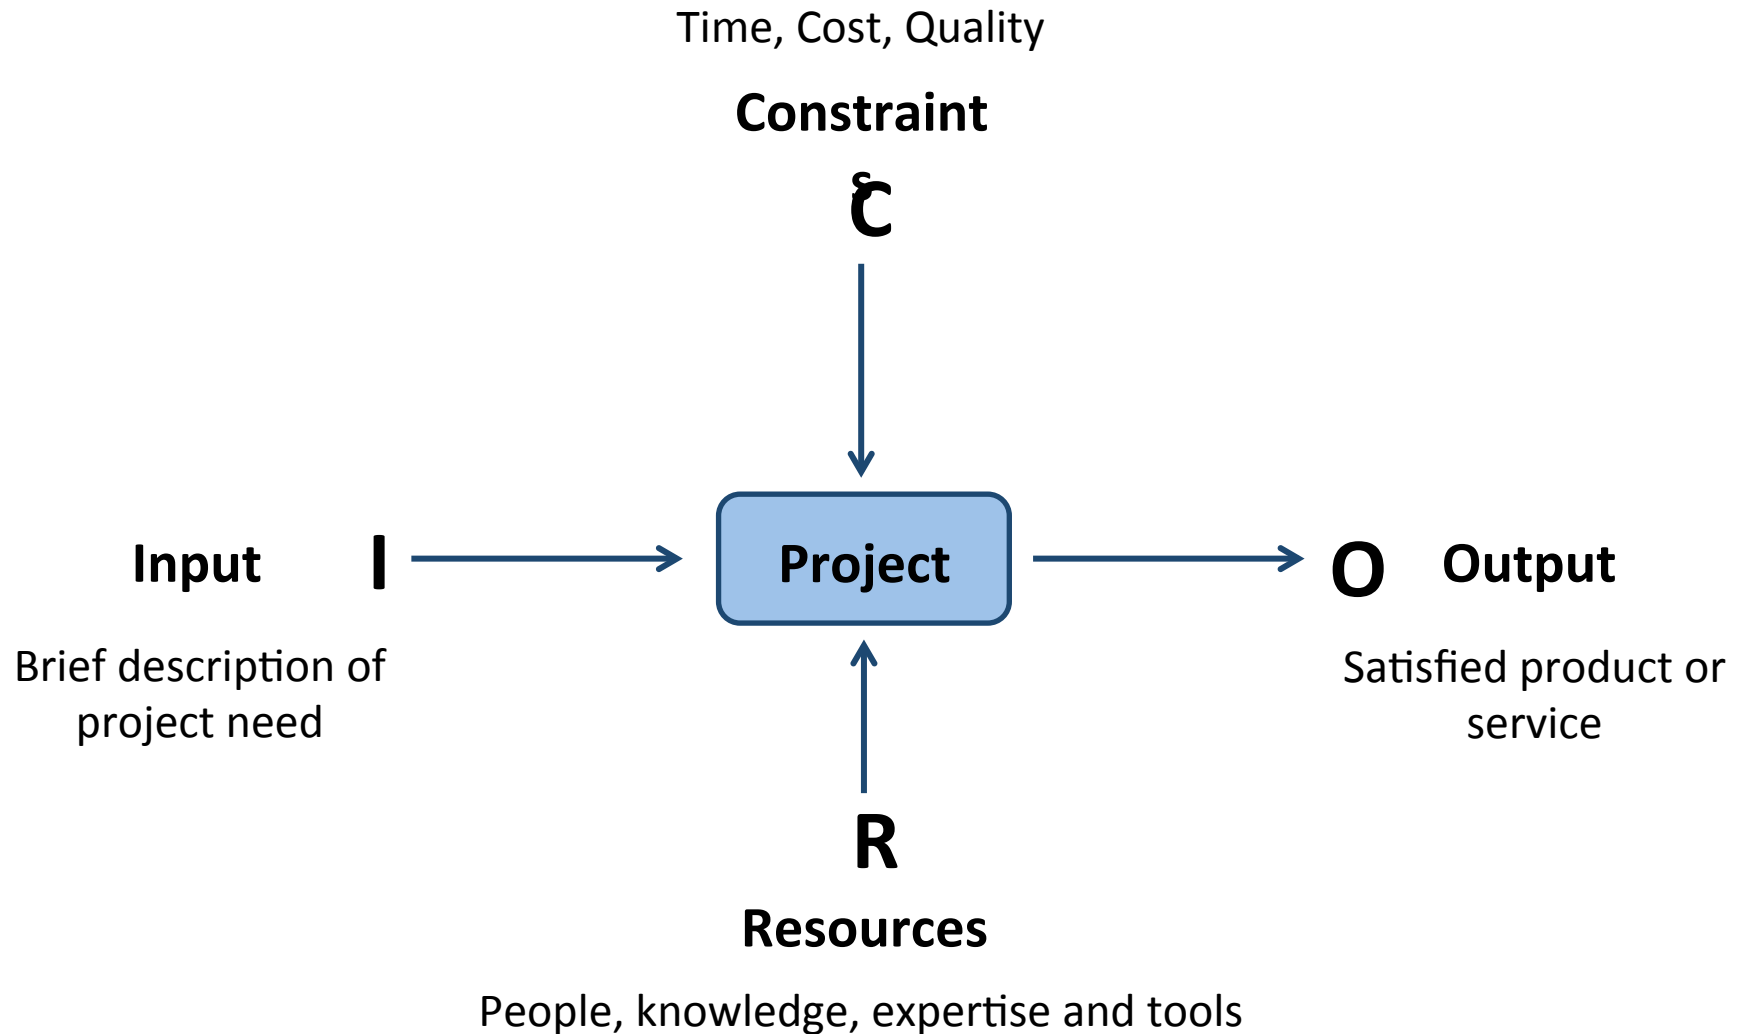 Time, Cost, Quality
Constraint
s
C
Input I Project O Output
Brief description of
project need
Satisfied product or
service
R
Resources
People, knowledge, expertise and tools